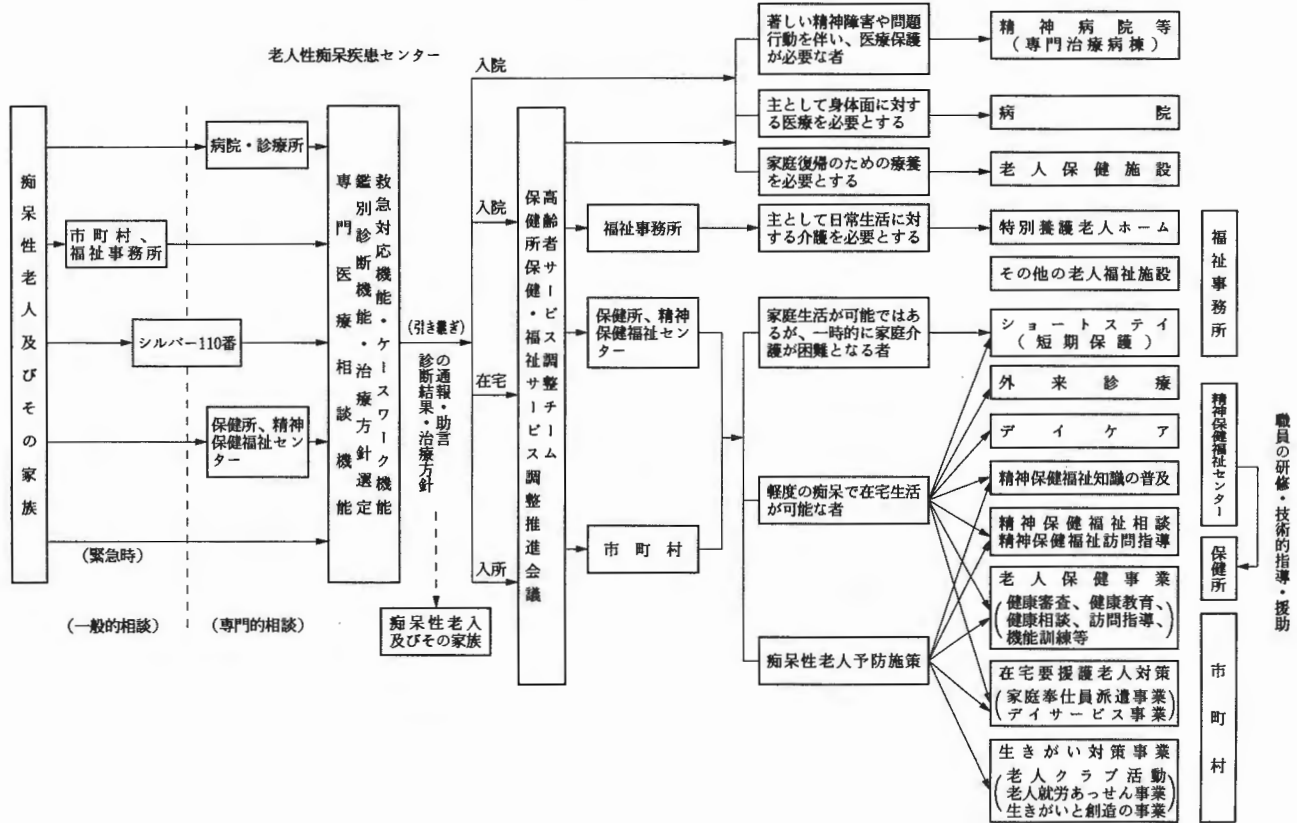 老人性痴呆疾患センター
痴呆性老人及びその家族
市町村、
福祉事務所
病院・診療所
シルバー110番
保健所、精神
保健福祉セン
ター
(緊急時)
(一般的相談)
(専門的相談)
救急対応機能・ケースワーク機能
鑑別診断機能・治療方針選定
専門医療相談機能
(引き継ぎ)
の通報・助言
診断結果・治療方針
痴呆性老入
及びその家族
入院
入院
在宅
入所
高齢者サービス調整チーム
保健所保健・福祉サービス調整推進会議
福祉事務所
保健所、精神
保健福祉セン
ター
市町村
著しい精神障害や問題
行動を伴い、医療保護
が必要な者
主として身体面に対す
る医療を必要とする
家庭復帰のための療養
を必要とする
主として日常生活に対
する介護を必要とする
家庭生活が可能ではあ
るが、一時的に家庭介
護が困難となる者
軽度の痴呆で在宅生活
が可能な者
痴呆性老人予防施策
精神病院等
(専門治療病棟)
病院
老人保健施設
特別養護老人ホーム
その他の老人福祉施設
ショートステイ
(短期保護)
外来診療
デイケア
精神保健福祉知識の普及
精神保健福祉相談
精神保健福祉訪問指導
老人保健事業
(健康審査、健康教育、
健康相談、訪問指導、
機能訓練等)
在宅要援護老人対策
(家庭奉仕員派遣事業
デイサービス事業)
生きがい対策事業
(老人クラブ活動
老人就労あっせん事業
生きがいと創造の事業)
福祉事務所
精神保健福祉センター
保健所
市町村
職員の研修・技術的指導・援助